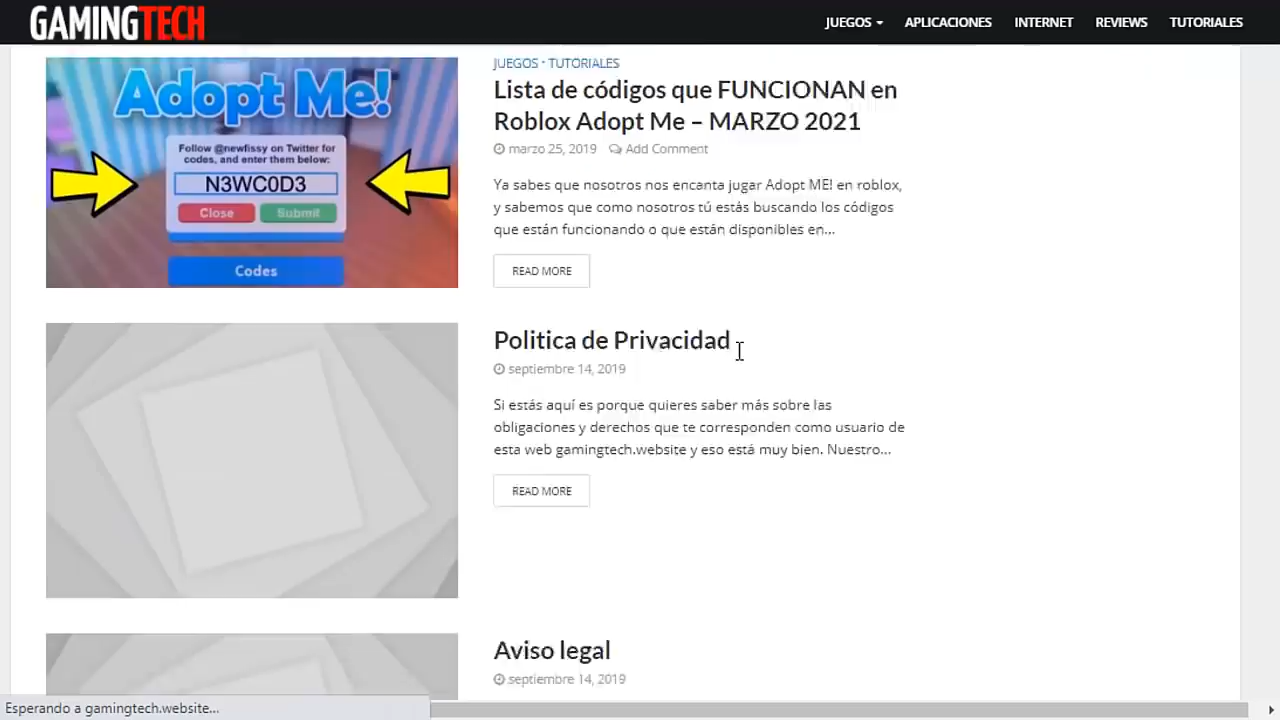 GAMINGTECH
JUEGOS APLICACIONES INTERNET REVIEWS TUTORIALES
Adopt Me!
Follow @newfissy on Twitter for
codes, and enter them below:
N3WC0D3
Close Submit
Codes
JUEGOS • TUTORIALES
Lista de códigos que FUNCIONAN en
Roblox Adopt Me – MARZO 2021
marzo 25, 2019 Add Comment
Ya sabes que nosotros nos encanta jugar Adopt ME! en roblox,
y sabemos que como nosotros tú estás buscando los códigos
que están funcionando o que están disponibles en...
READ MORE
Politica de Privacidad
septiembre 14, 2019
Si estás aquí es porque quieres saber más sobre las
obligaciones y derechos que te corresponden como usuario de
esta web gamingtech.website y eso está muy bien. Nuestro...
READ MORE
Aviso legal
septiembre 14, 2019
Esperando a gamingtech.website...